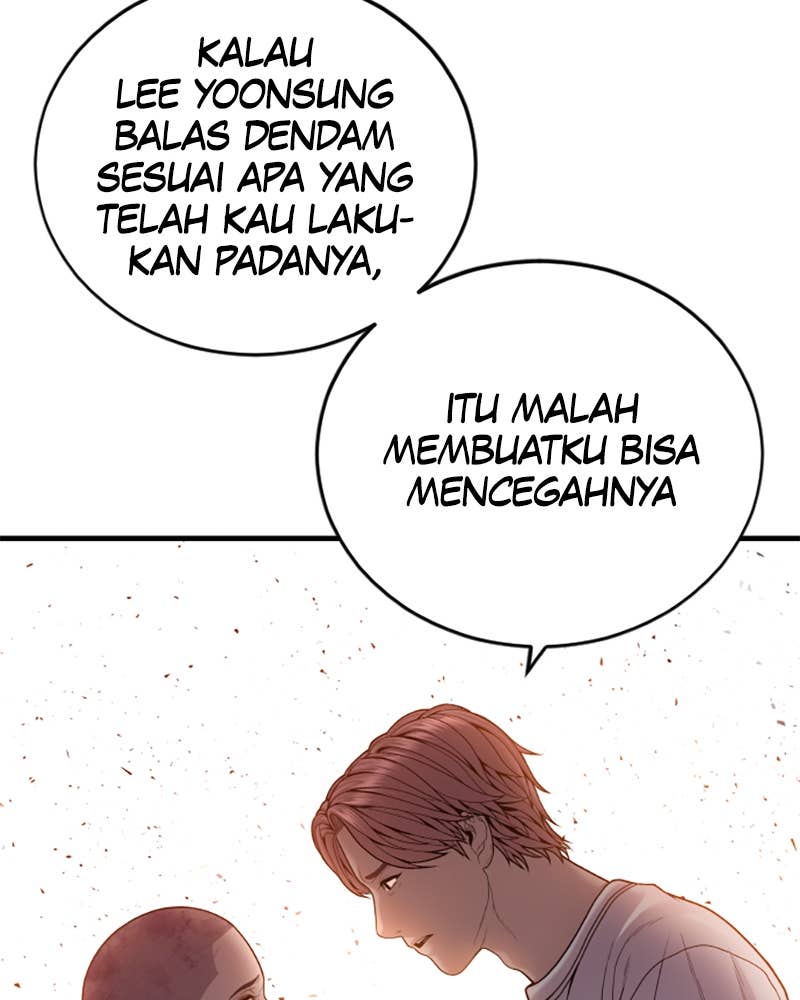 KALAU
LEE YOONSUNG
BALAS DENDAM
SESUAI APA YANG
TELAH KAU LAKU-
KAN PADANYA,
ITU MALAH
MEMBUATKU BISA
MENCEGAHNYA